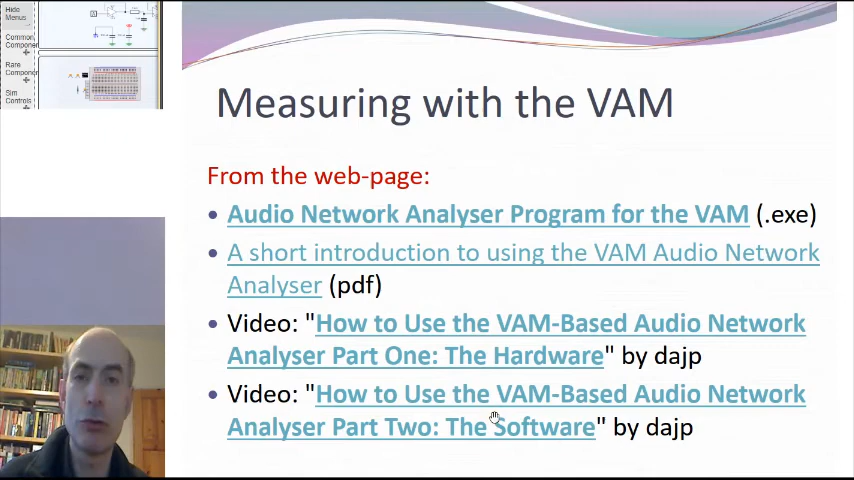 Hide
Menus
Common
Componen
Rare
Componen
Sim
Controls
Measuring with the VAM
From the web-page:
• Audio Network Analyser Program for the VAM (.exe)
• A short introduction to using the VAM Audio Network
Analyser (pdf)
• Video: "How to Use the VAM-Based Audio Network
Analyser Part One: The Hardware" by dajp
• Video: "How to Use the VAM-Based Audio Network
Analyser Part Two: The Software" by dajp